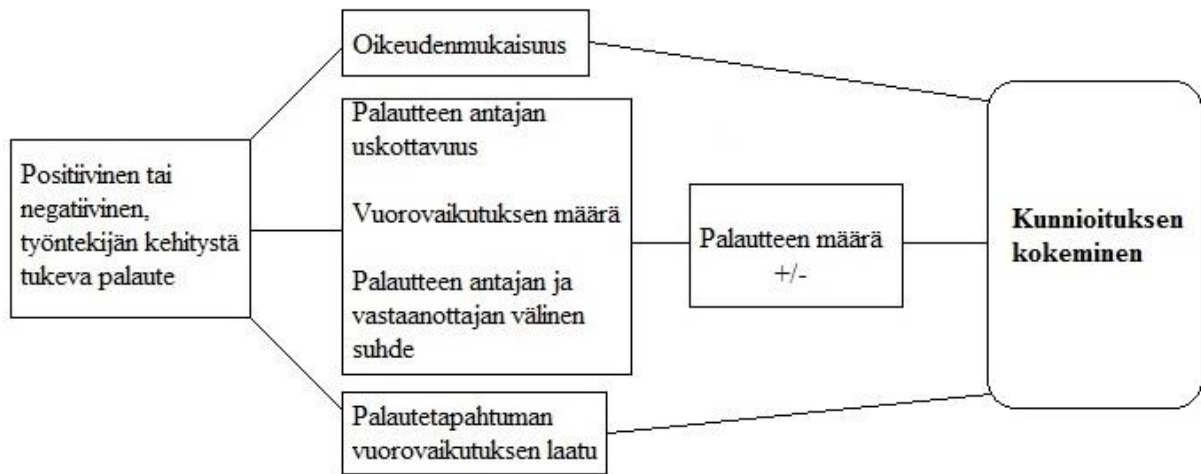 Positiivinen tai
negatiivinen,
työntekijän kehitystä
tukeva palaute
Oikeudenmukaisuus
Palautteen antajan
uskottavuus
Vuorovaikutuksen määrä
Palautteen antajan ja
vastaanottajan välinen
suhde
Palautetapahtuman
vuorovaikutuksen laatu
Palautteen määrä
+/-
Kunnioituksen
kokeminen